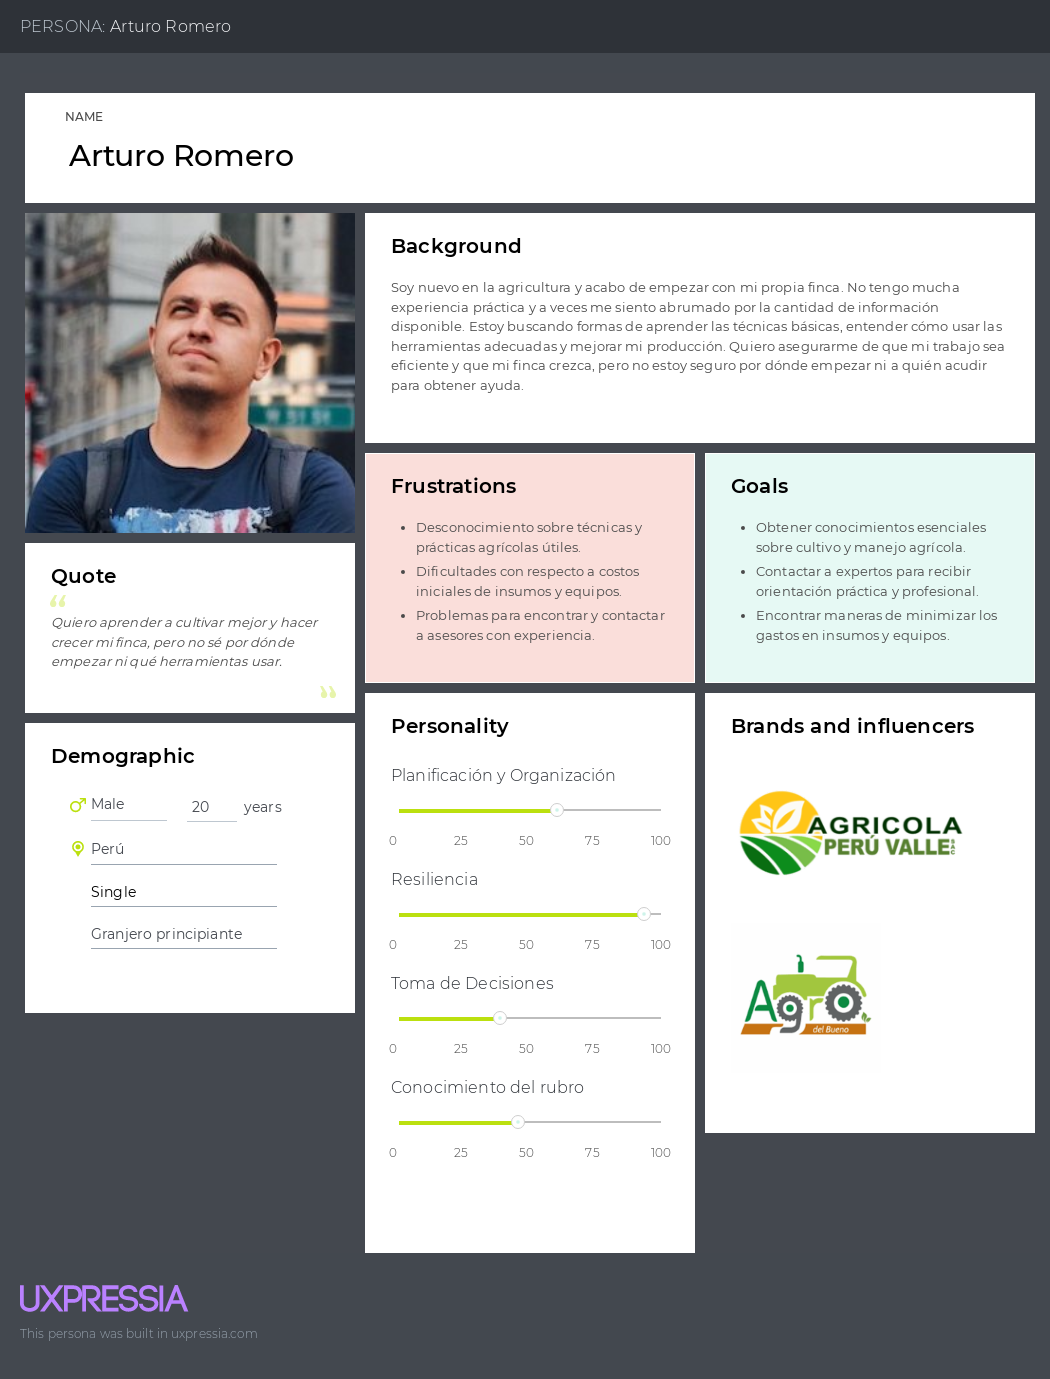 PERSONA: Arturo Romero
NAME
Arturo Romero
Background
Soy nuevo en la agricultura y acabo de empezar con mi propia finca. No tengo mucha
experiencia práctica y a veces me siento abrumado por la cantidad de información
disponible. Estoy buscando formas de aprender las técnicas básicas, entender cómo usar las
herramientas adecuadas y mejorar mi producción. Quiero asegurarme de que mi trabajo sea
eficiente y que mi finca crezca, pero no estoy seguro por dónde empezar ni a quién acudir
para obtener ayuda.
W 51 St
Quote
“
Quiero aprender a cultivar mejor y hacer
crecer mi finca, pero no sé por dónde
empezar ni qué herramientas usar.
”
Demographic
Male
20 years
Perú
Single
Granjero principiante
Frustrations
• Desconocimiento sobre técnicas y
prácticas agrícolas útiles.
• Dificultades con respecto a costos
iniciales de insumos y equipos.
• Problemas para encontrar y contactar
a asesores con experiencia.
Goals
• Obtener conocimientos esenciales
sobre cultivo y manejo agrícola.
• Contactar a expertos para recibir
orientación práctica y profesional.
• Encontrar maneras de minimizar los
gastos en insumos y equipos.
Personality
Planificación y Organización
0 25 50 75 100
Resiliencia
0 25 50 75 100
Toma de Decisiones
0 25 50 75 100
Conocimiento del rubro
0 25 50 75 100
Brands and influencers
AGRICOLA
PERÚ VALLE
Agro
del Bueno
UXPRESSIA
This persona was built in uxpressia.com